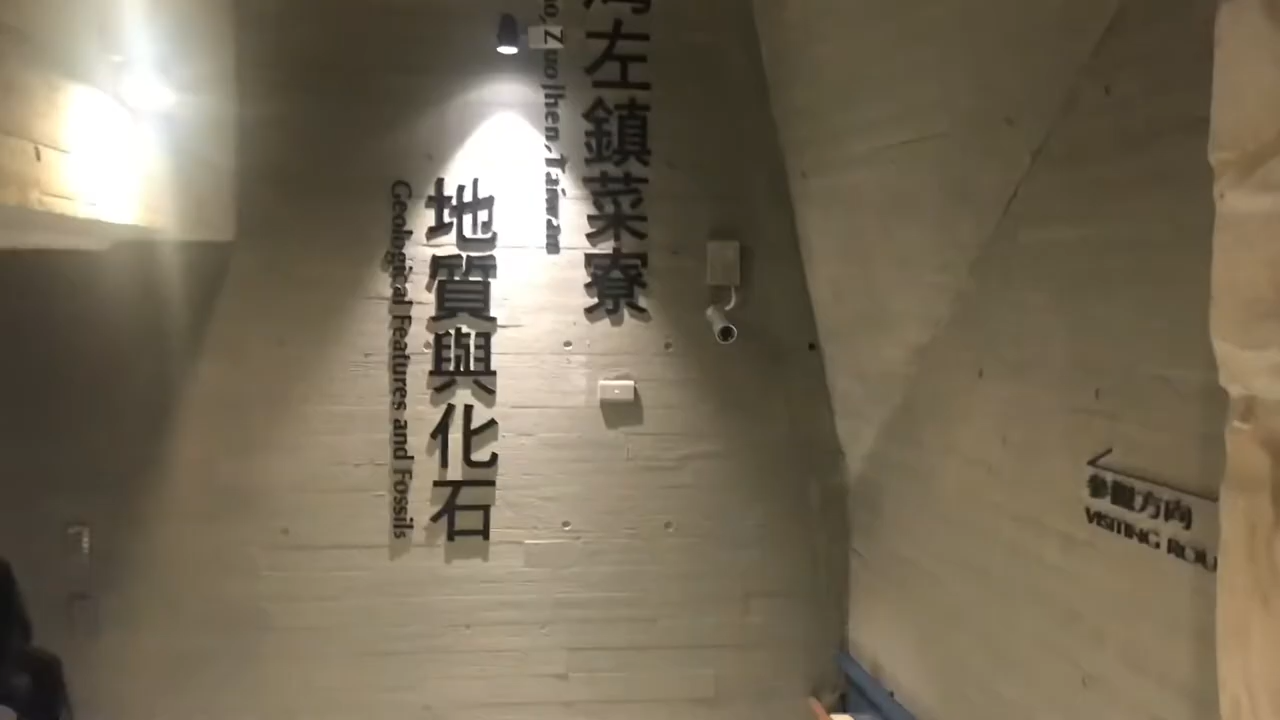 左鎮菜寮
Zuo Jhen, Taiwan
地質與化石
Geological Features and Fossils
參觀方向
VISITING